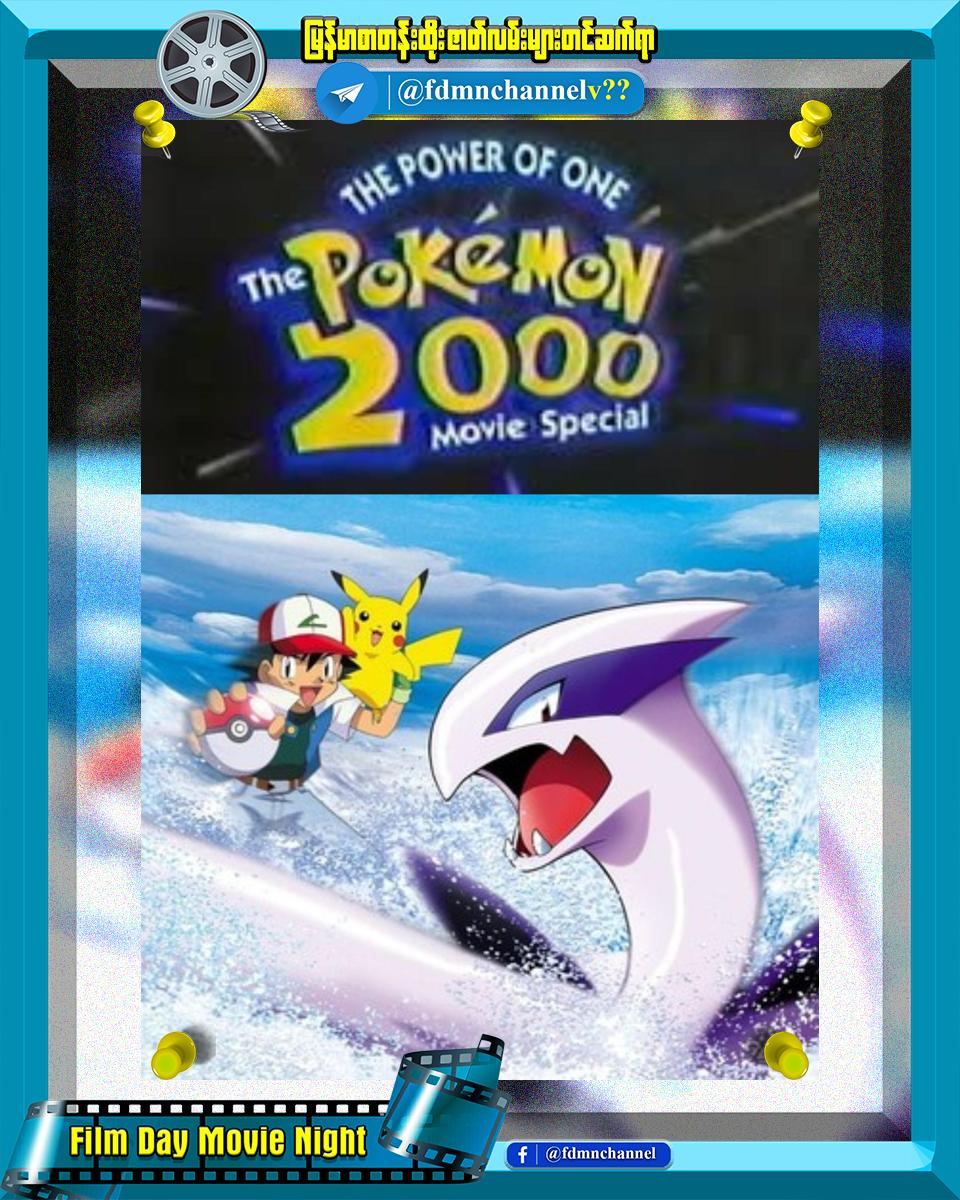 မြန်မာစာတန်းထိုးဇာတ်လမ်းများတင်ဆက်ရာ
@fdmnchannelv??
THE POWER OF ONE
The POKéMON
2000
Movie Special
Film Day Movie Night
@fdmnchannel